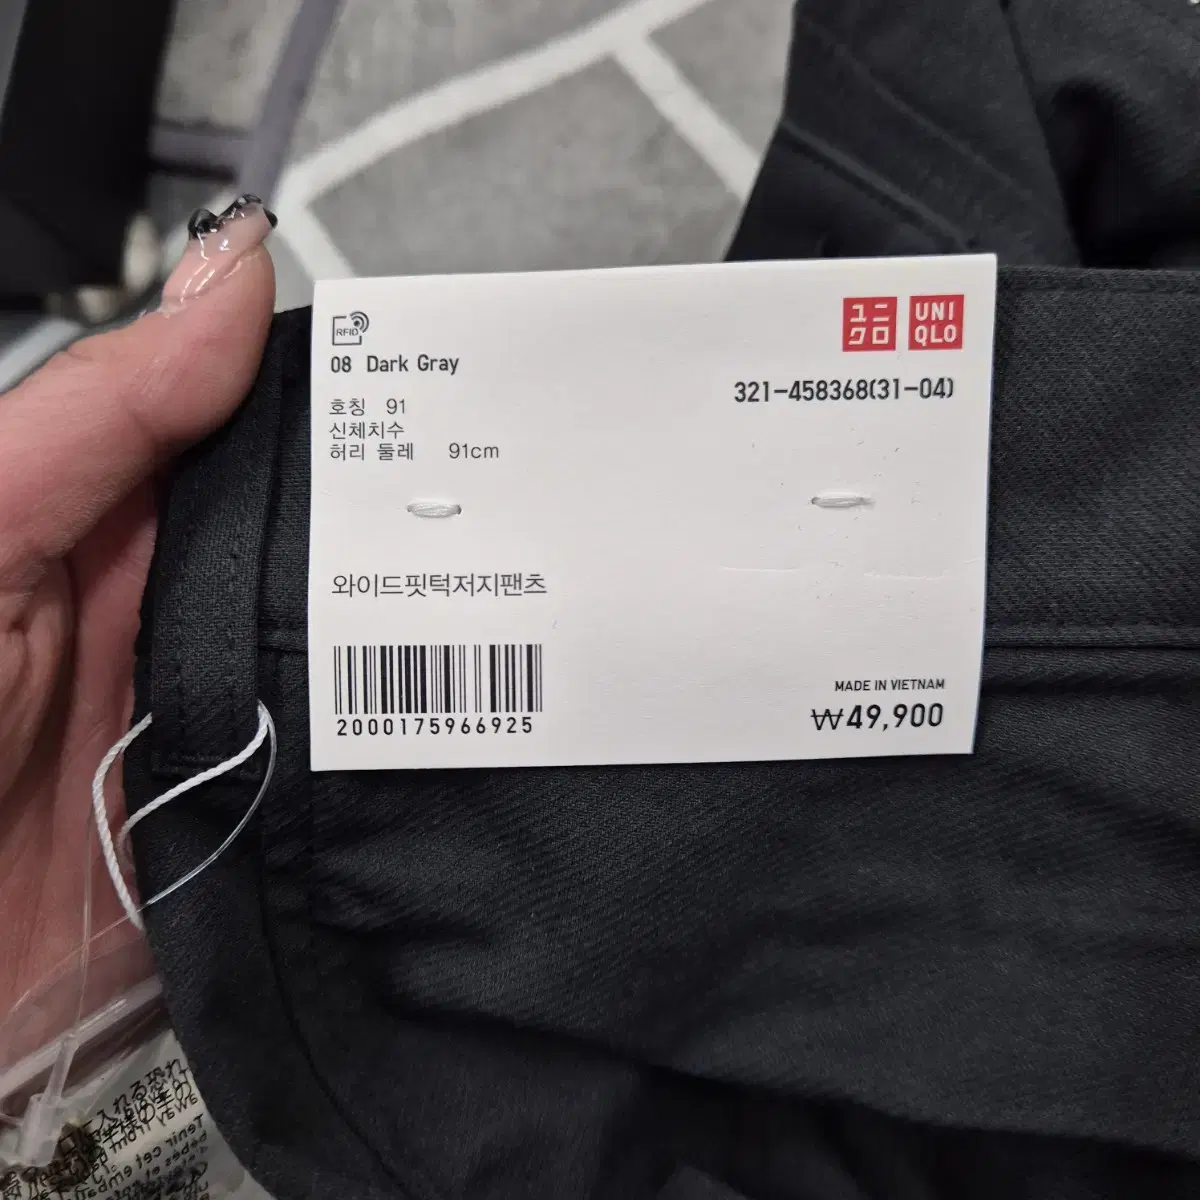 RFID
ユニクロ
UNIQLO
08 Dark Gray
321-458368(31-04)
호칭 91
신체치수
허리 둘레 91cm
와이드핏턱저지팬츠
2000175966925
MADE IN VIETNAM
₩49,900